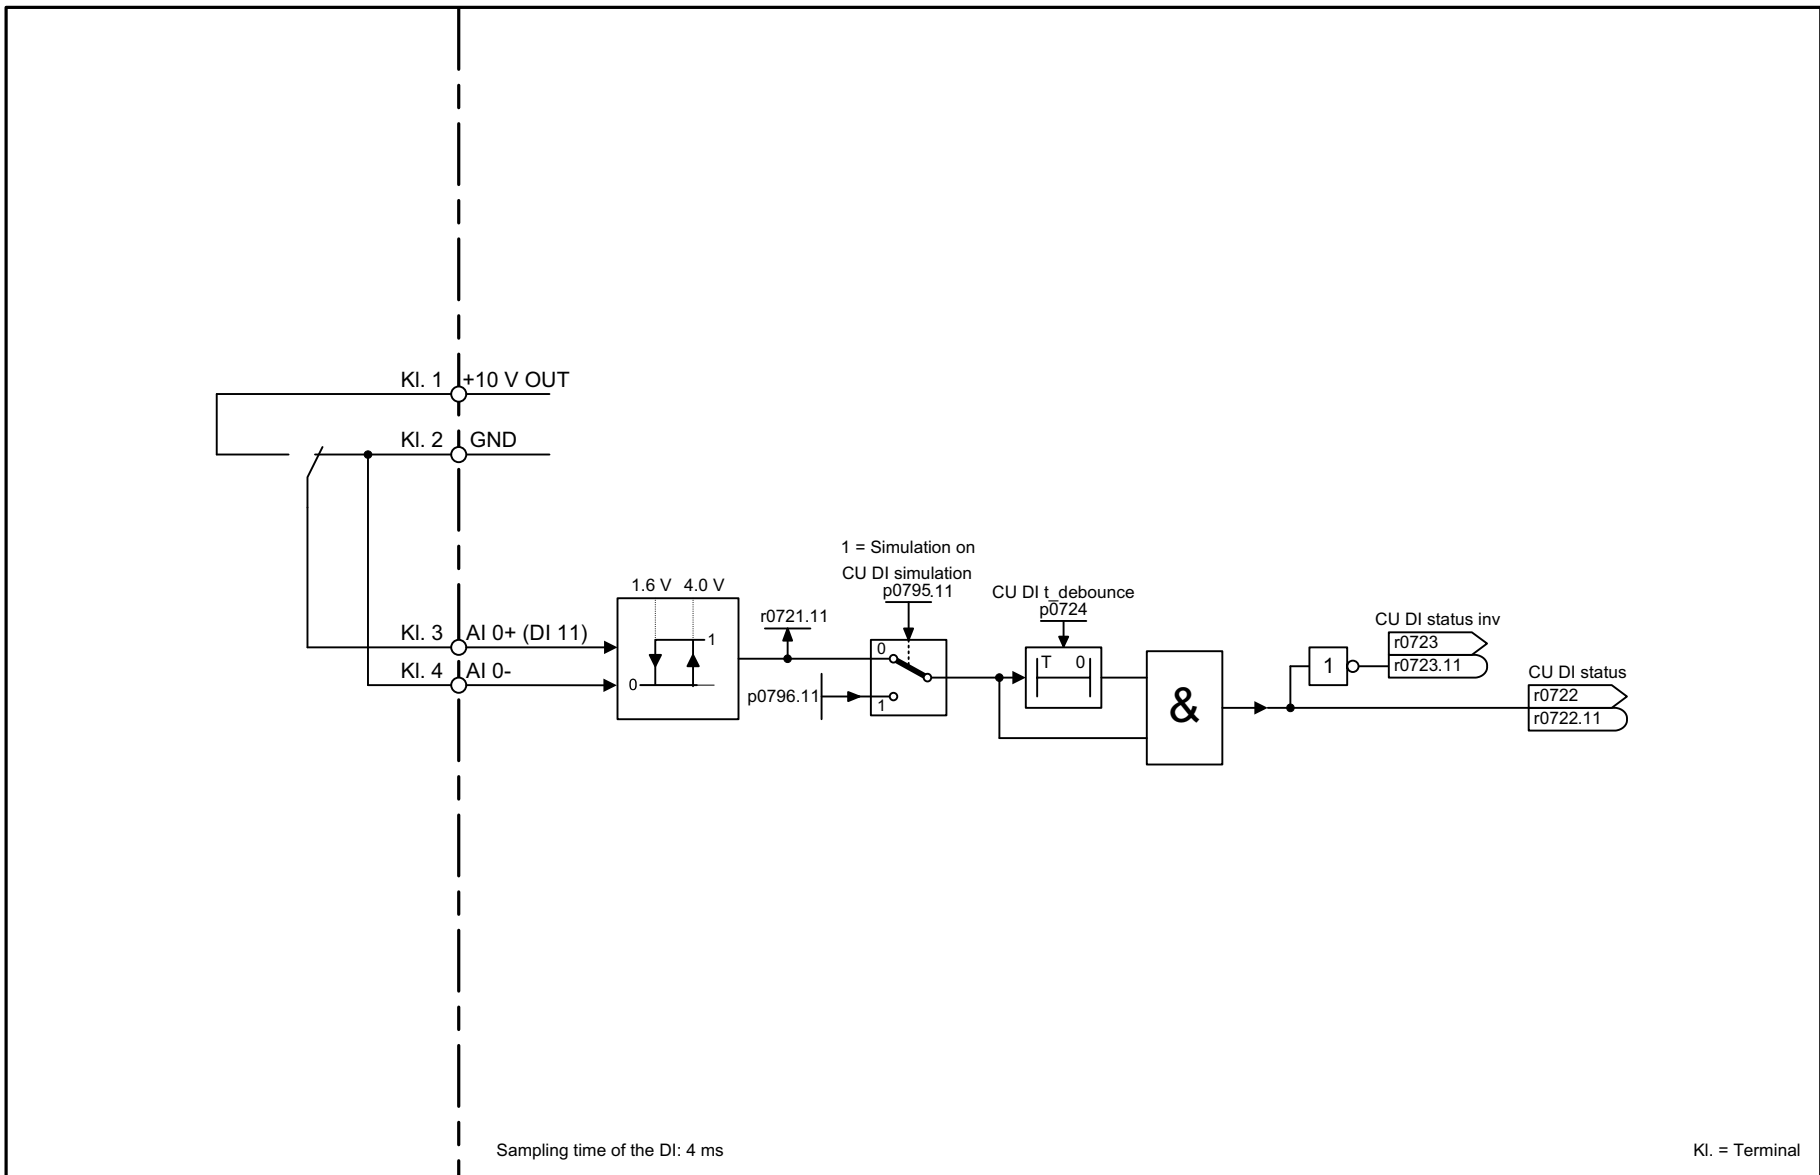 Kl. 1 +10 V OUT
Kl. 2 GND
1 = Simulation on
CU DI simulation
p0795.11
1.6 V 4.0 V
CU DI t_debounce
p0724
r0721.11
CU DI status inv
r0723
r0723.11
Kl. 3 AI 0+ (DI 11)
1
0
T 0
1
Kl. 4 AI 0-
0
CU DI status
r0722
r0722.11
p0796.11
1
&
Sampling time of the DI: 4 ms
Kl. = Terminal